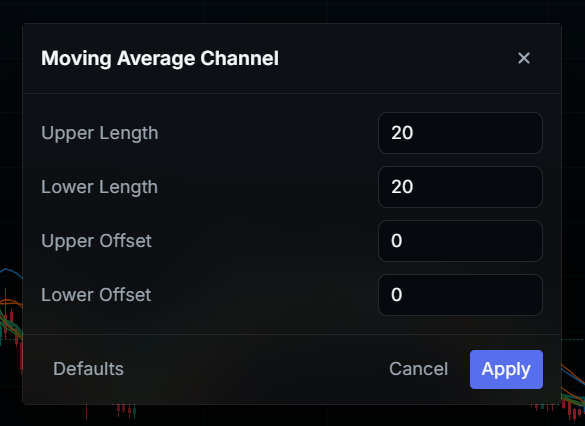 Moving Average Channel
Upper Length 20
Lower Length 20
Upper Offset 0
Lower Offset 0
Defaults Cancel Apply